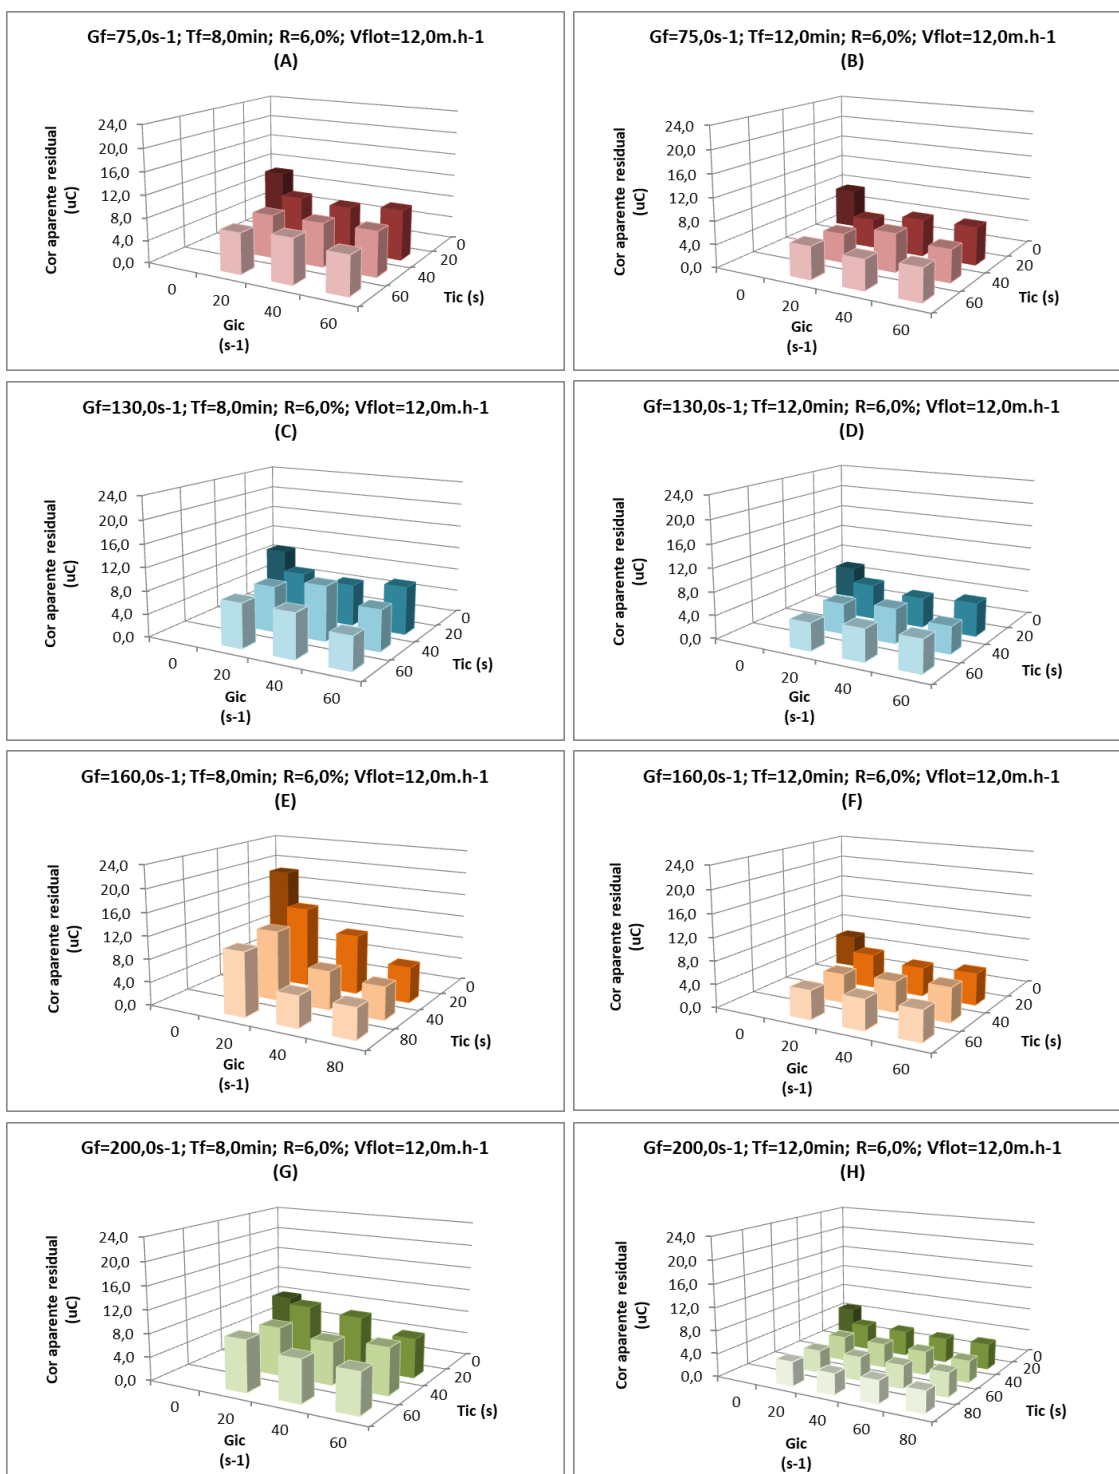 Gf=75,0s-1; Tf=8,0min; R=6,0%; Vflot=12,0m.h-1
(A)
Cor aparente residual
(uC)
24,0
20,0
16,0
12,0
8,0
4,0
0,0
0
20
40
60
Gic
(s-1)
0
20
40
60
Tic (s)
Gf=75,0s-1; Tf=12,0min; R=6,0%; Vflot=12,0m.h-1
(B)
Cor aparente residual
(uC)
24,0
20,0
16,0
12,0
8,0
4,0
0,0
0
20
40
60
Gic
(s-1)
0
20
40
60
Tic (s)
Gf=130,0s-1; Tf=8,0min; R=6,0%; Vflot=12,0m.h-1
(C)
Cor aparente residual
(uC)
24,0
20,0
16,0
12,0
8,0
4,0
0,0
0
20
40
60
Gic
(s-1)
0
20
40
60
Tic (s)
Gf=130,0s-1; Tf=12,0min; R=6,0%; Vflot=12,0m.h-1
(D)
Cor aparente residual
(uC)
24,0
20,0
16,0
12,0
8,0
4,0
0,0
0
20
40
60
Gic
(s-1)
0
20
40
60
Tic (s)
Gf=160,0s-1; Tf=8,0min; R=6,0%; Vflot=12,0m.h-1
(E)
Cor aparente residual
(uC)
24,0
20,0
16,0
12,0
8,0
4,0
0,0
0
20
40
80
Gic
(s-1)
0
20
40
80
Tic (s)
Gf=160,0s-1; Tf=12,0min; R=6,0%; Vflot=12,0m.h-1
(F)
Cor aparente residual
(uC)
24,0
20,0
16,0
12,0
8,0
4,0
0,0
0
20
40
60
Gic
(s-1)
0
20
40
60
Tic (s)
Gf=200,0s-1; Tf=8,0min; R=6,0%; Vflot=12,0m.h-1
(G)
Cor aparente residual
(uC)
24,0
20,0
16,0
12,0
8,0
4,0
0,0
0
20
40
60
Gic
(s-1)
0
20
40
60
Tic (s)
Gf=200,0s-1; Tf=12,0min; R=6,0%; Vflot=12,0m.h-1
(H)
Cor aparente residual
(uC)
24,0
20,0
16,0
12,0
8,0
4,0
0,0
0
20
40
60
80
Gic
(s-1)
0
20
40
60
80
Tic (s)